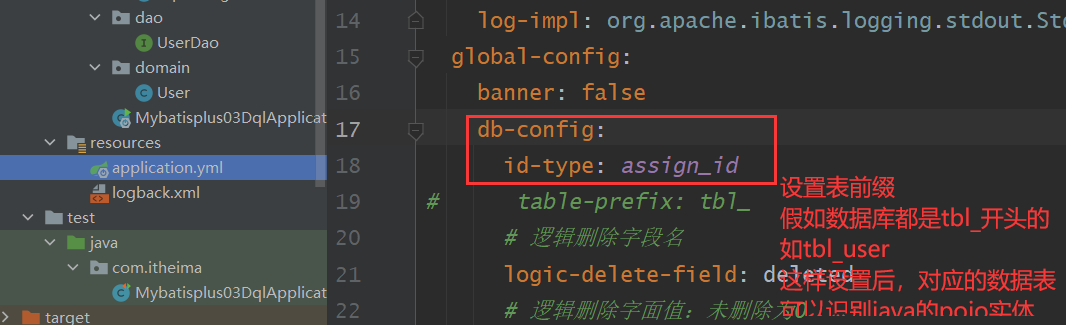 dao
UserDao
domain
User
Mybatisplus03DqlApplicat
resources
application.yml
logback.xml
test
java
com.itheima
Mybatisplus03DqlApplicat
target
14 log-impl: org.apache.ibatis.logging.stdout.Std
15 global-config:
16 banner: false
17 db-config:
18 id-type: assign_id
19 # table-prefix: tbl_
20 # 逻辑删除字段名
21 logic-delete-field: deleted
22 # 逻辑删除字面值：未删除为0
设置表前缀
假如数据库都是tbl_开头的
如tbl_user
这样设置后，对应的数据表
可以识别java的pojo实体